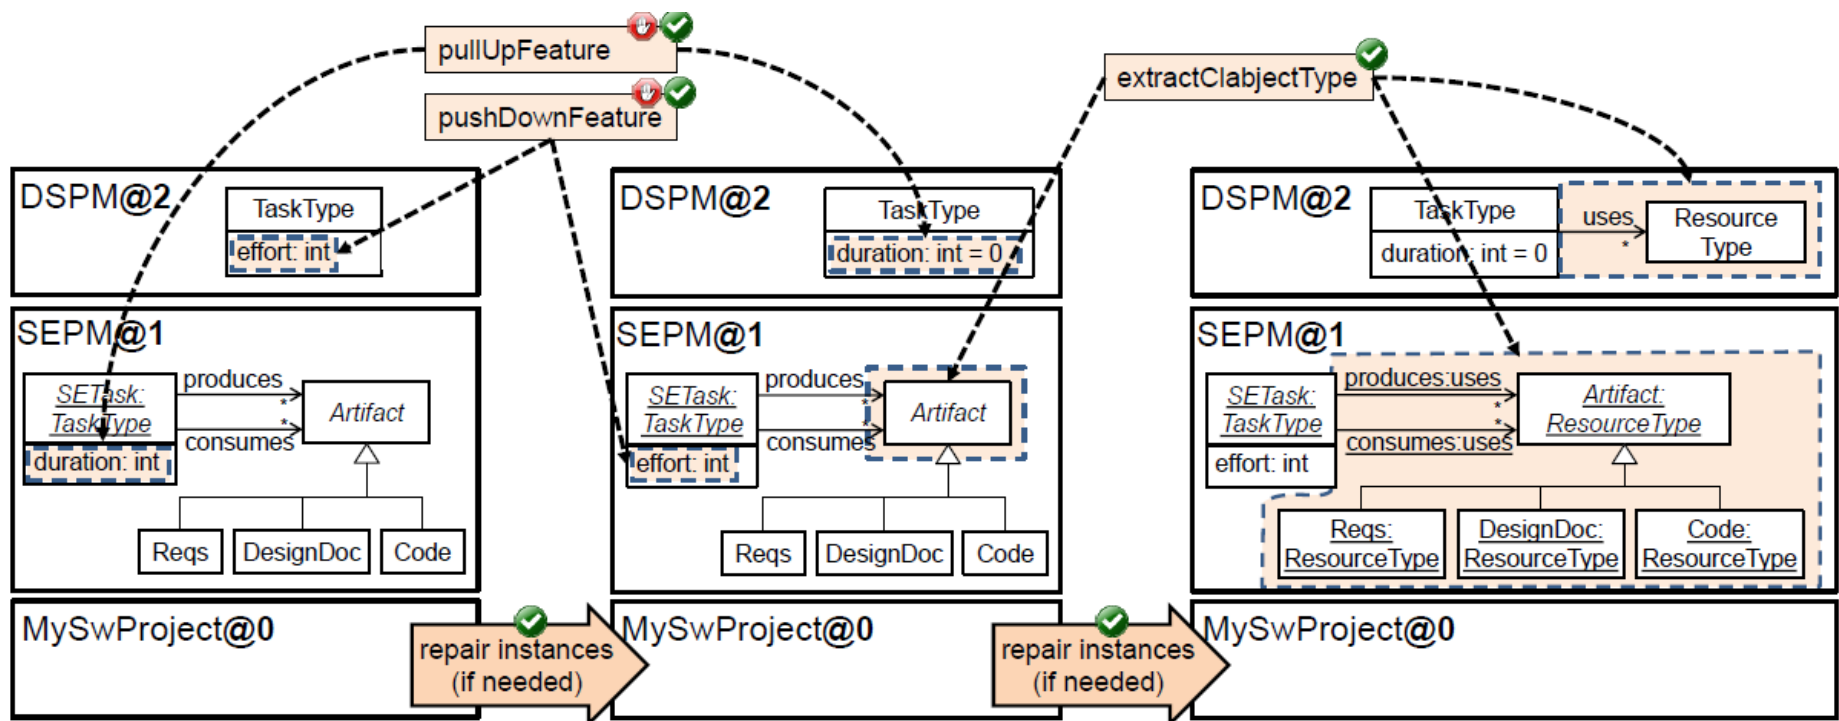 pullUpFeature
pushDownFeature
extractClabjectType
DSPM@2
TaskType
effort: int
SEPM@1
SETask:
TaskType
duration: int
produces
*
*
consumes
Artifact
Reqs
DesignDoc
Code
MySwProject@0
repair instances
(if needed)
DSPM@2
TaskType
duration: int = 0
SEPM@1
SETask:
TaskType
effort: int
produces
*
*
consumes
Artifact
Reqs
DesignDoc
Code
MySwProject@0
repair instances
(if needed)
DSPM@2
TaskType
duration: int = 0
uses
*
Resource
Type
SEPM@1
SETask:
TaskType
effort: int
produces:uses
*
*
consumes:uses
Artifact:
ResourceType
Reqs:
ResourceType
DesignDoc:
ResourceType
Code:
ResourceType
MySwProject@0